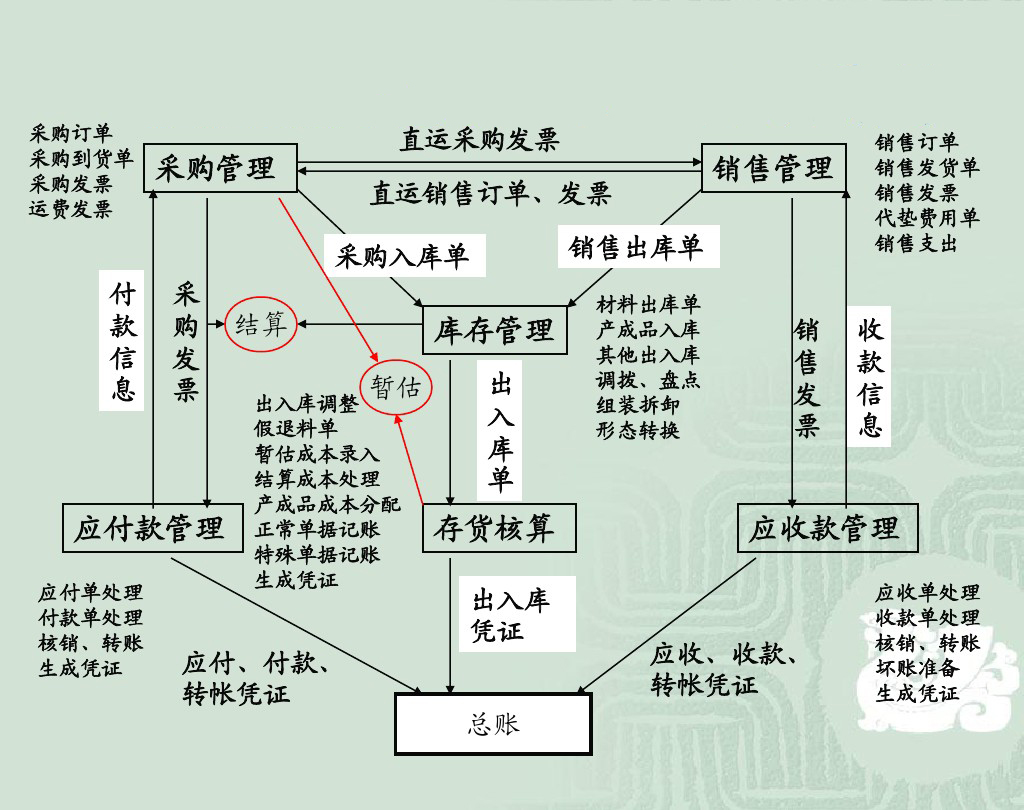 直运采购发票
采购订单
采购到货单
采购发票
运费发票
采购管理
销售管理
销售订单
销售发货单
销售发票
代垫费用单
销售支出
直运销售订单、发票
采购入库单
销售出库单
付款信息
采购发票
结算
库存管理
材料出库单
产成品入库
其他出入库
调拨、盘点
组装拆卸
形态转换
销售发票
收款信息
暂估
出入库单
出入库调整
假退料单
暂估成本录入
结算成本处理
产成品成本分配
正常单据记账
特殊单据记账
生成凭证
应付款管理
存货核算
应收款管理
应付单处理
付款单处理
核销、转账
生成凭证
出入库
凭证
应收单处理
收款单处理
核销、转账
坏账准备
生成凭证
应付、付款、
转帐凭证
应收、收款、
转帐凭证
总账